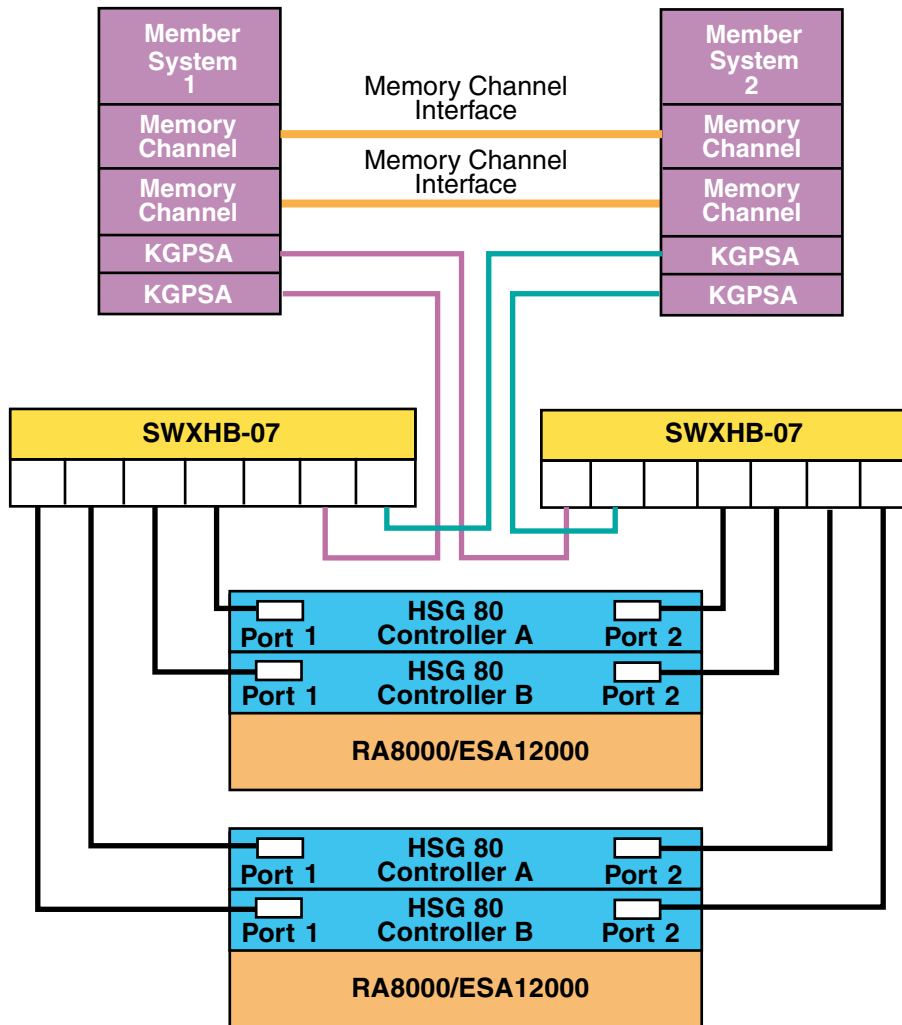 Member
System
1
Memory
Channel
Memory
Channel
KGPSA
KGPSA
Memory Channel
Interface
Memory Channel
Interface
Member
System
2
Memory
Channel
Memory
Channel
KGPSA
KGPSA
SWXHB-07
SWXHB-07
HSG 80
Controller A
Port 1
Port 2
HSG 80
Controller B
Port 1
Port 2
RA8000/ESA12000
HSG 80
Controller A
Port 1
Port 2
HSG 80
Controller B
Port 1
Port 2
RA8000/ESA12000